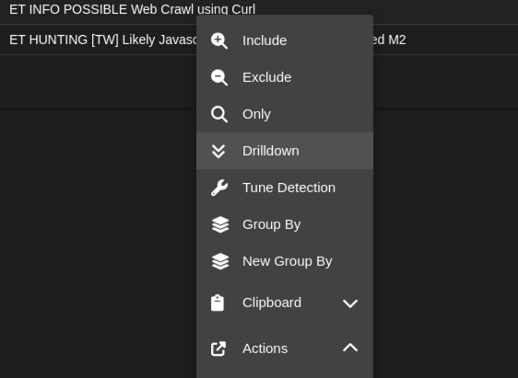 ET INFO POSSIBLE Web Crawl using Curl
ET HUNTING [TW] Likely Javasc ed M2
Include
Exclude
Only
Drilldown
Tune Detection
Group By
New Group By
Clipboard
Actions